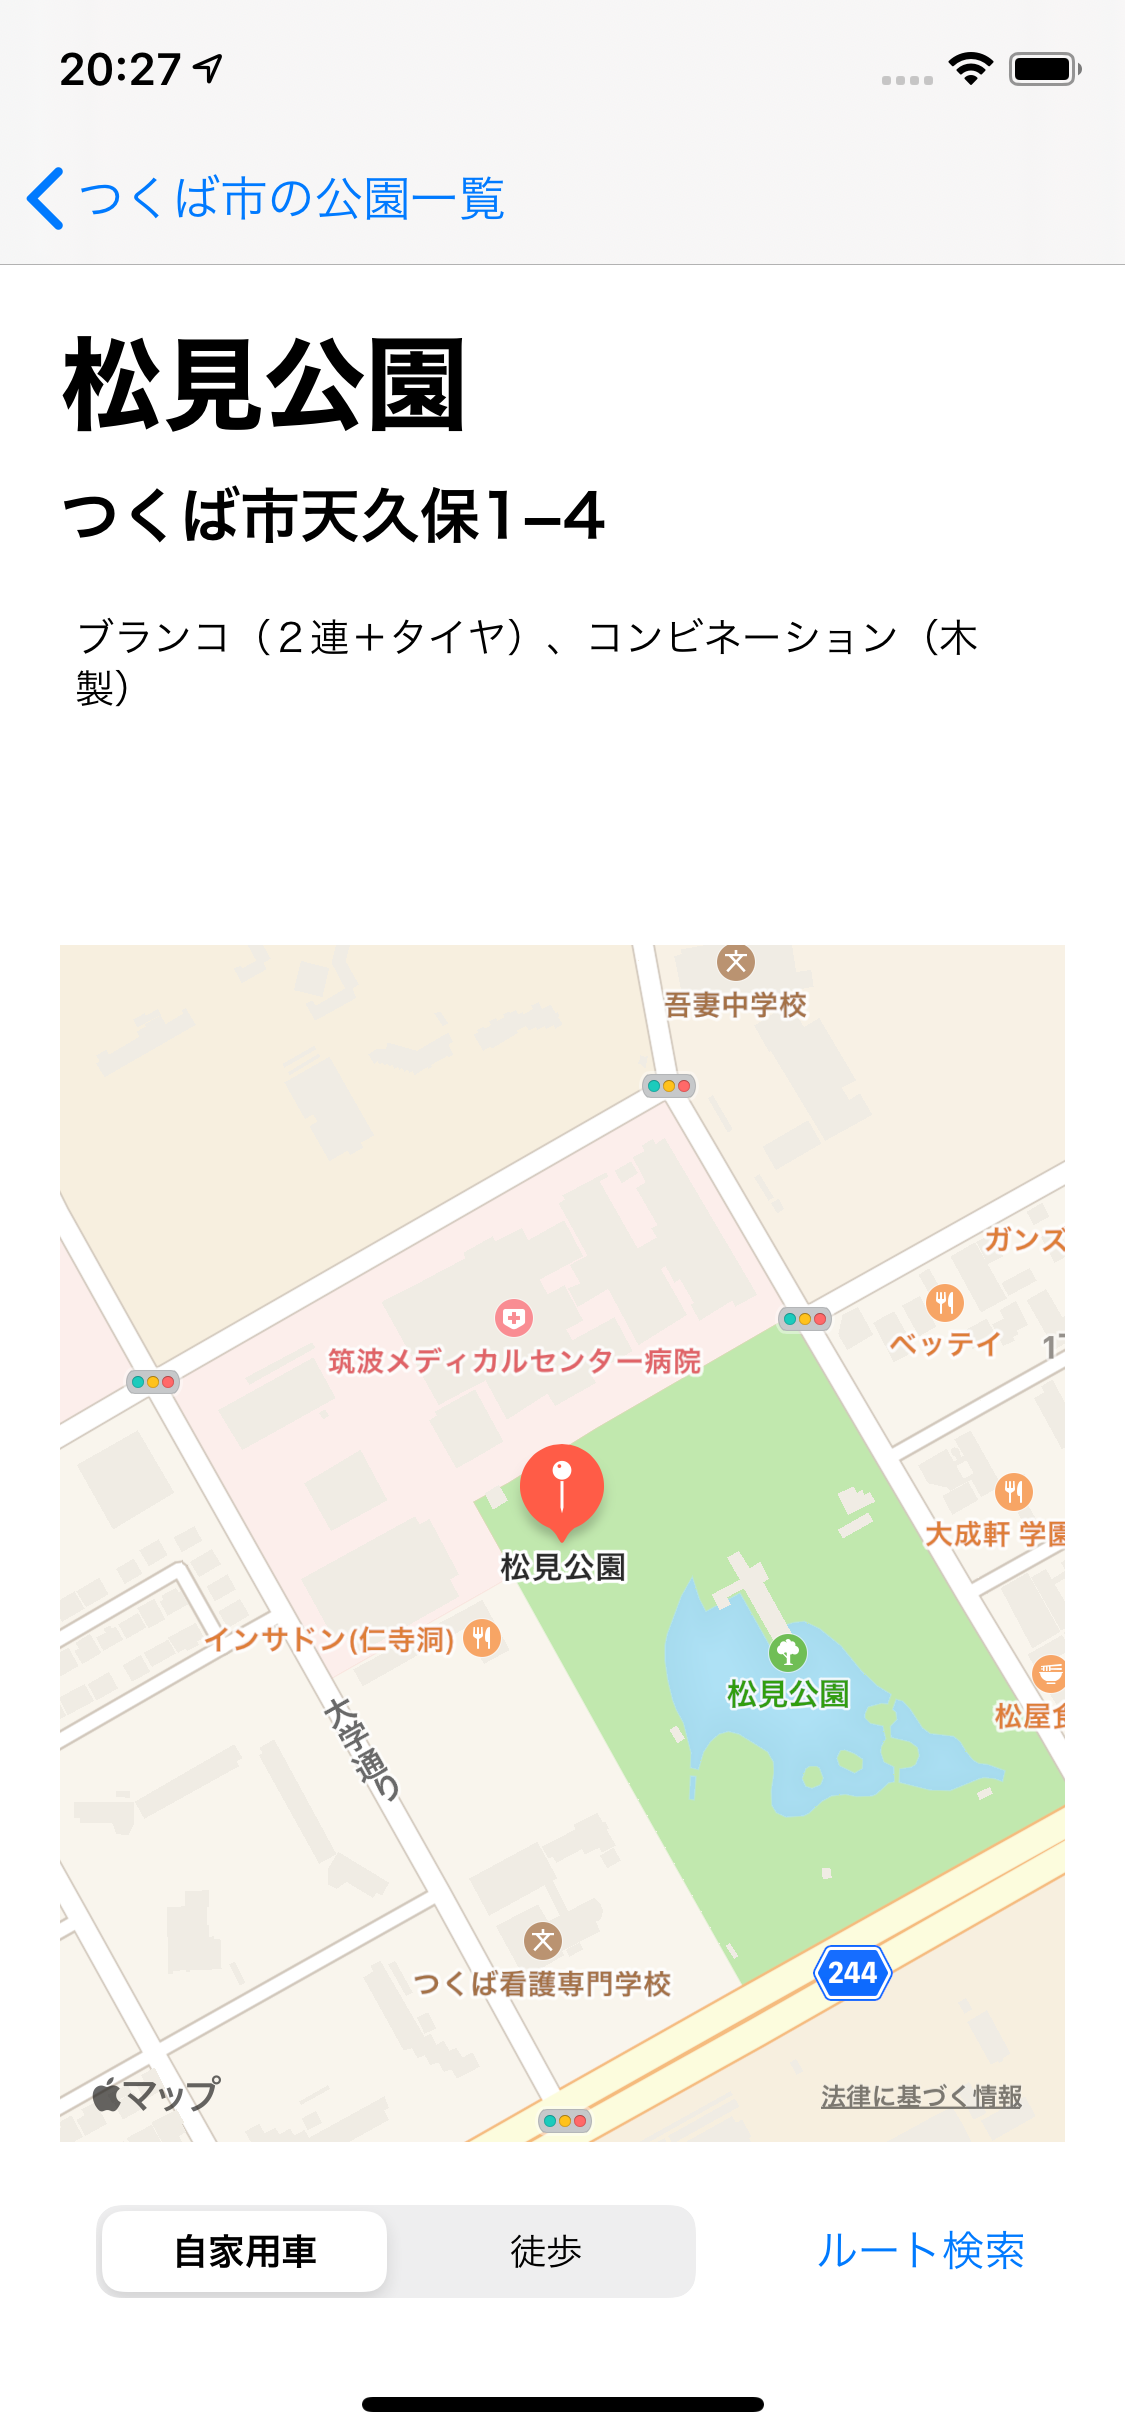 20:27
つくば市の公園一覧
松見公園
つくば市天久保1–4
ブランコ（２連＋タイヤ）、コンビネーション（木
製）
吾妻中学校
ガンズ
ベッテイ
筑波メディカルセンター病院
大成軒 学園
松見公園
インサドン(仁寺洞)
松見公園
松屋食
大学通り
244
つくば看護専門学校
マップ
法律に基づく情報
自家用車
徒歩
ルート検索